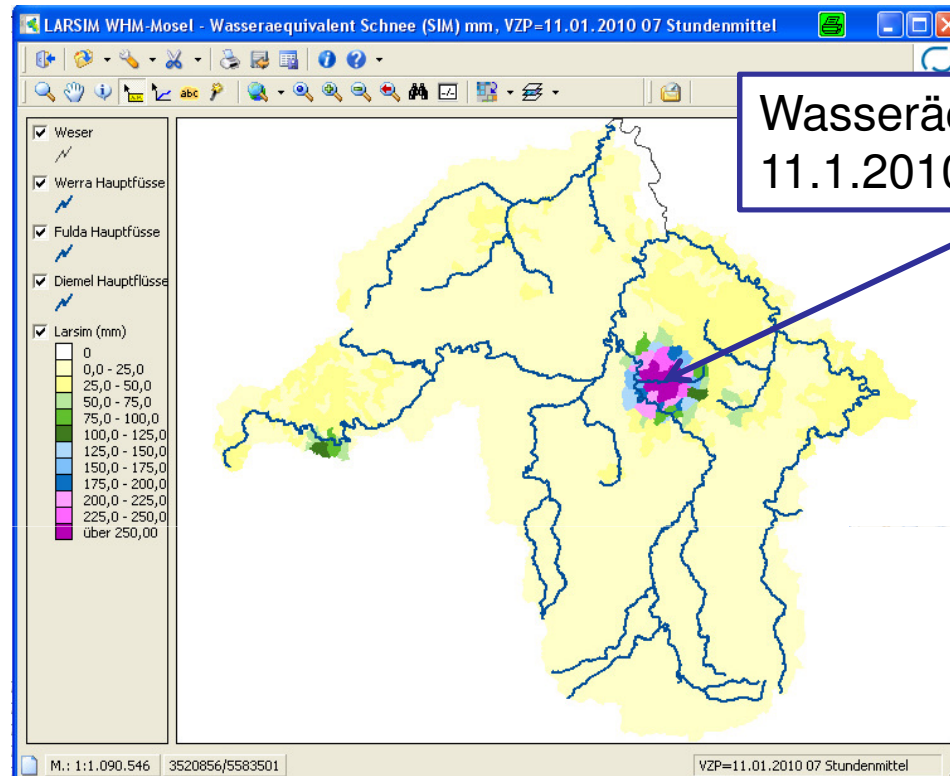 LARSIM WHM-Mosel - Wasseraequivalent Schnee (SIM) mm, VZP=11.01.2010 07 Stundenmittel
abc
Wasserä
11.1.2010
Weser
Werra Hauptfüsse
Fulda Hauptfüsse
Diemel Hauptflüsse
Larsim (mm)
0
0,0 - 25,0
25,0 - 50,0
50,0 - 75,0
75,0 - 100,0
100,0 - 125,0
125,0 - 150,0
150,0 - 175,0
175,0 - 200,0
200,0 - 225,0
225,0 - 250,0
über 250,00
M.: 1:1.090.546
3520856/5583501
VZP=11.01.2010 07 Stundenmittel